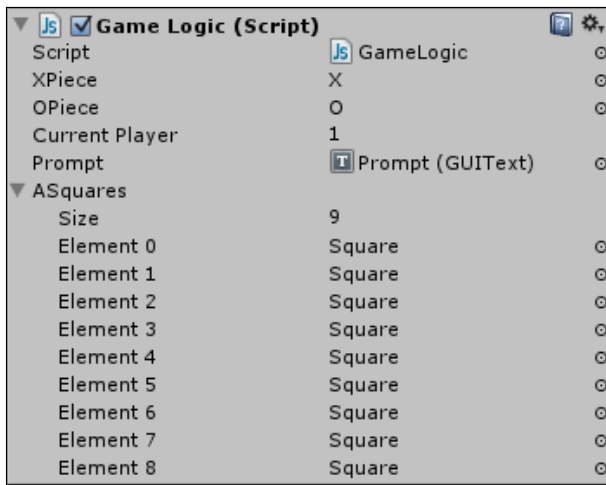 Js Game Logic (Script) ?
Script Js GameLogic
XPiece X
OPiece O
Current Player 1
Prompt T Prompt (GUIText)
ASquares
Size 9
Element 0 Square
Element 1 Square
Element 2 Square
Element 3 Square
Element 4 Square
Element 5 Square
Element 6 Square
Element 7 Square
Element 8 Square